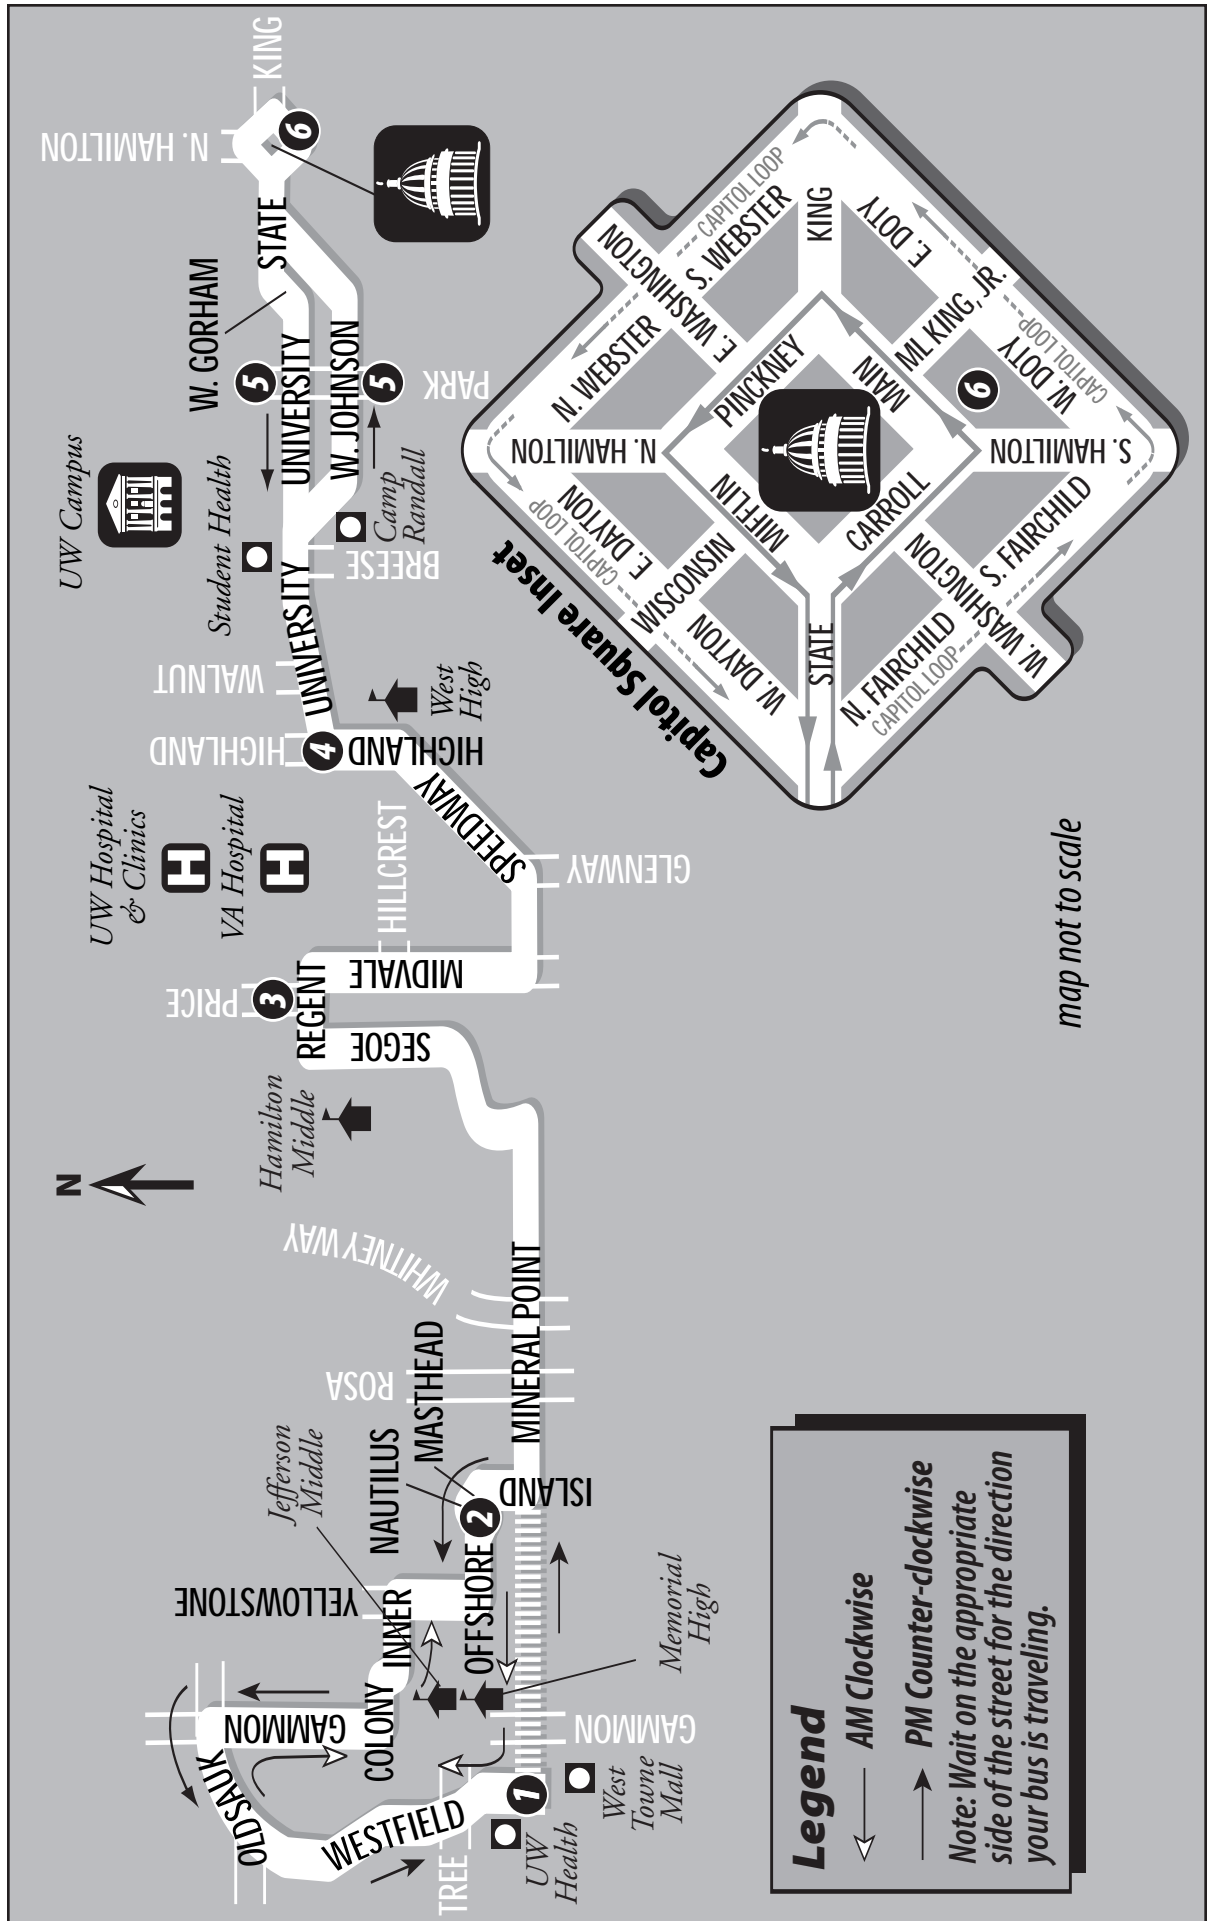 N
KING
N. HAMILTON
6
STATE
W. GORHAM
5
UNIVERSITY
5
W. JOHNSON
PARK
UW Campus
Student Health
Camp
Randall
BREESE
UNIVERSITY
WALNUT
UNIVERSITY
West
High
HIGHLAND
4
HIGHLAND
SPEEDWAY
GLENWAY
HILLCREST
UW Hospital
& Clinics
H
VA Hospital
H
MIDVALE
PRICE
3
REGENT
SEGOE
Hamilton
Middle
WHITNEY WAY
MINERAL POINT
ROSA
MASTHEAD
NAUTILUS
Jefferson
Middle
ISLAND
2
OFFSHORE
YELLOWSTONE
INNER
COLONY
GAMMON
OLD SAUK
WESTFIELD
TREE
Memorial
High
GAMMON
1
West
Towne
Mall
UW
Health
Capitol Square Inset
CAPITOL LOOP
S. WEBSTER
KING
E. DOTY
E. WASHINGTON
N. WEBSTER
ML KING, JR.
CAPITOL LOOP
W. DOTY
PINCKNEY
MAIN
6
N. HAMILTON
S. HAMILTON
MIFFLIN
CARROLL
E. DAYTON
CAPITOL LOOP
WISCONSIN
W. DAYTON
STATE
N. FAIRCHILD
CAPITOL LOOP
S. FAIRCHILD
W. WASHINGTON
map not to scale
Legend
AM Clockwise
PM Counter-clockwise
Note: Wait on the appropriate
side of the street for the direction
your bus is traveling.